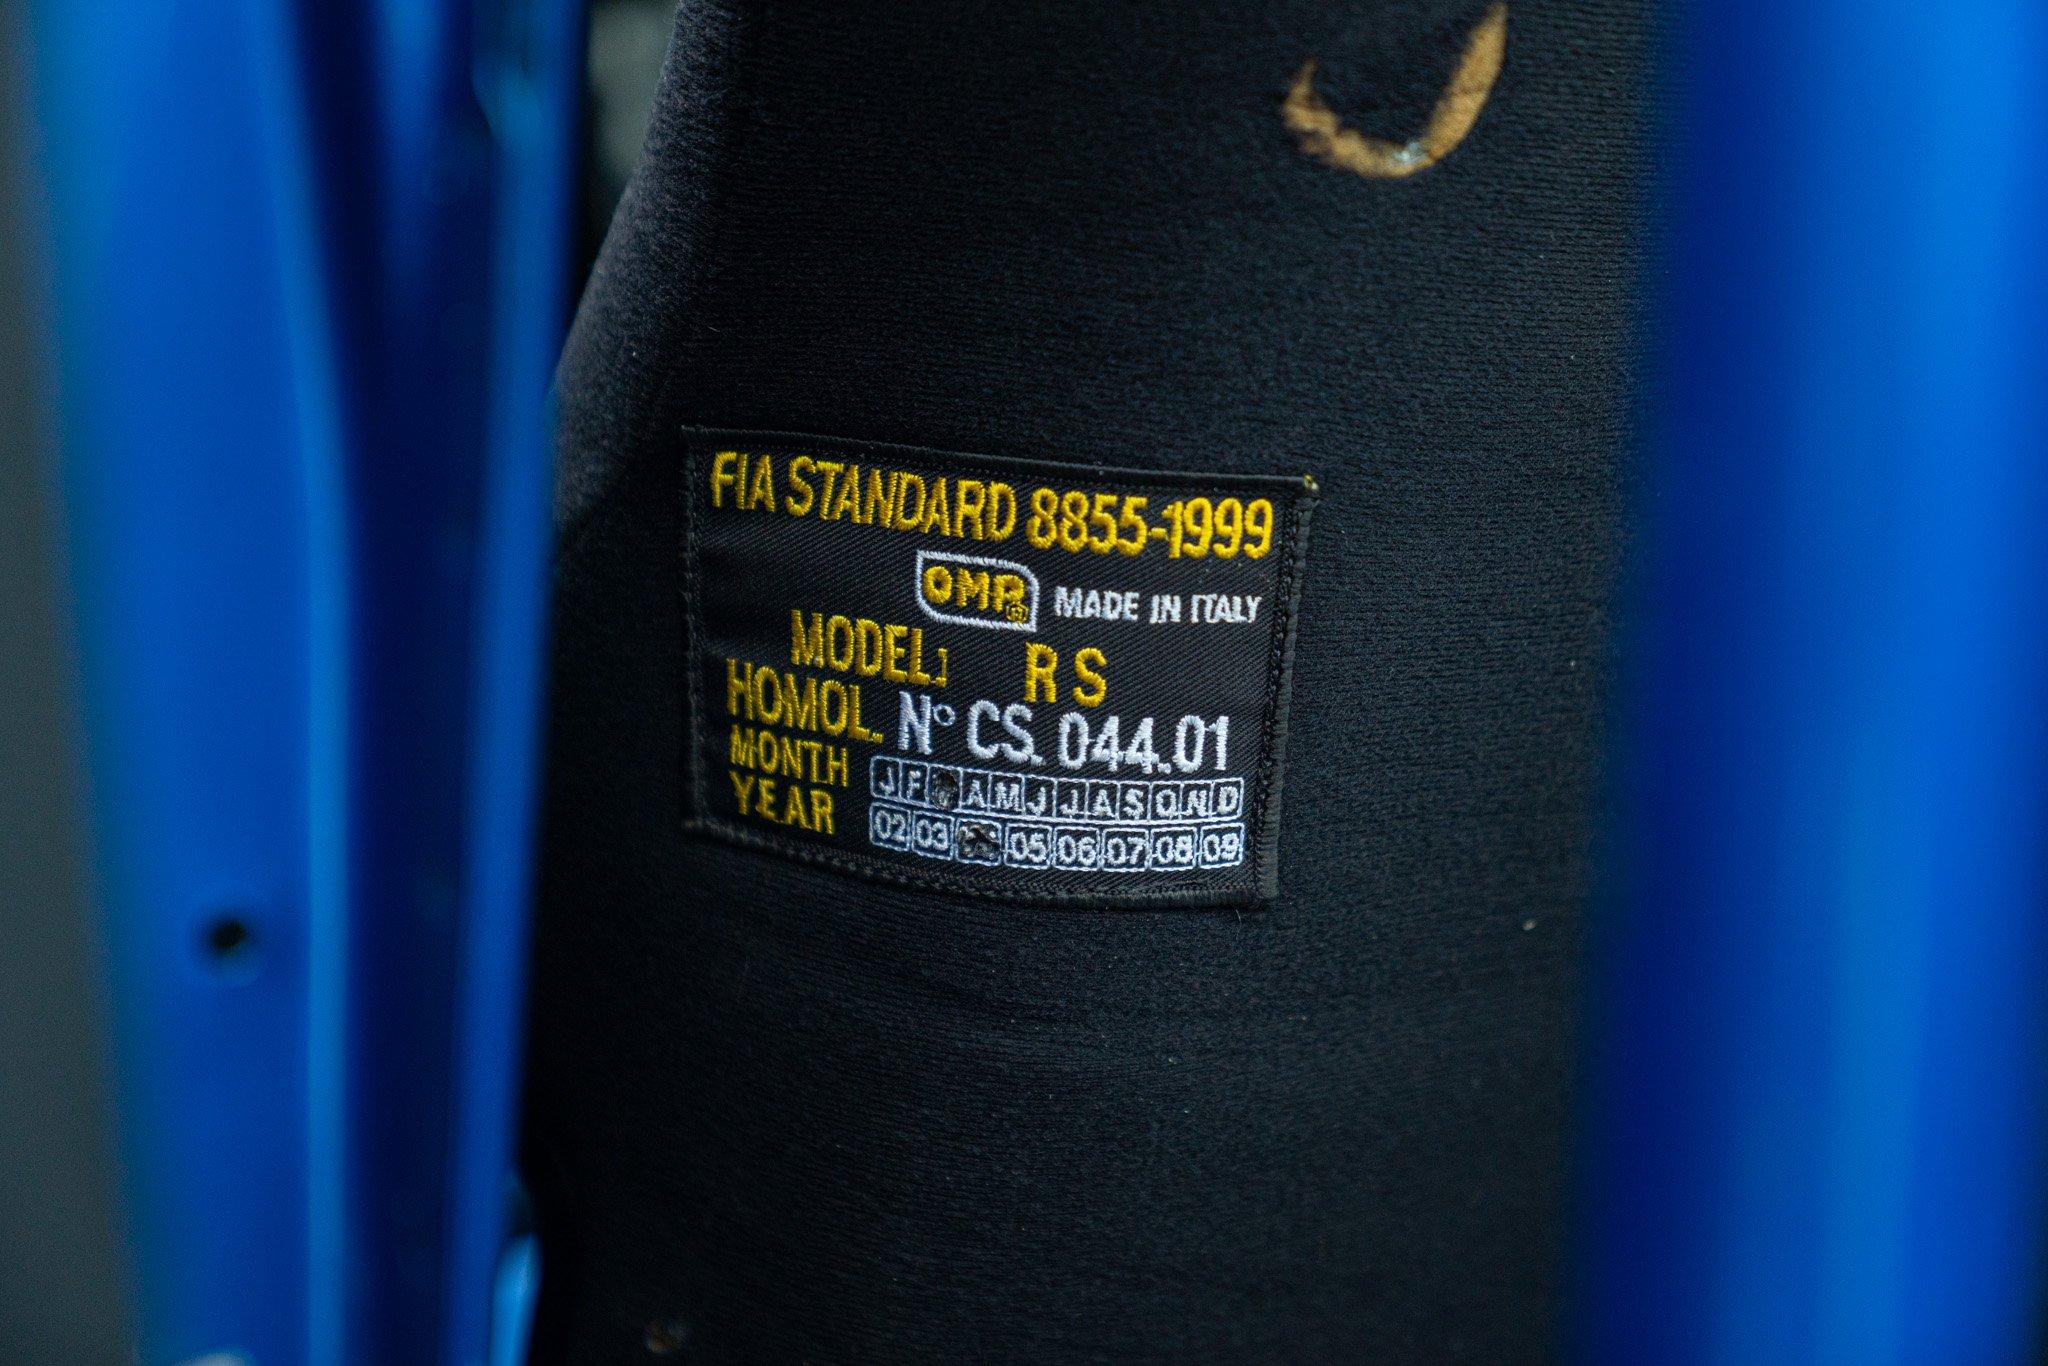 FIA STANDARD 8855-1999
OMP MADE IN ITALY
MODEL: RS
HOMOL. N° CS. 044.01
MONTH J F A M J J A S O N D
YEAR 02 03 05 06 07 08 09